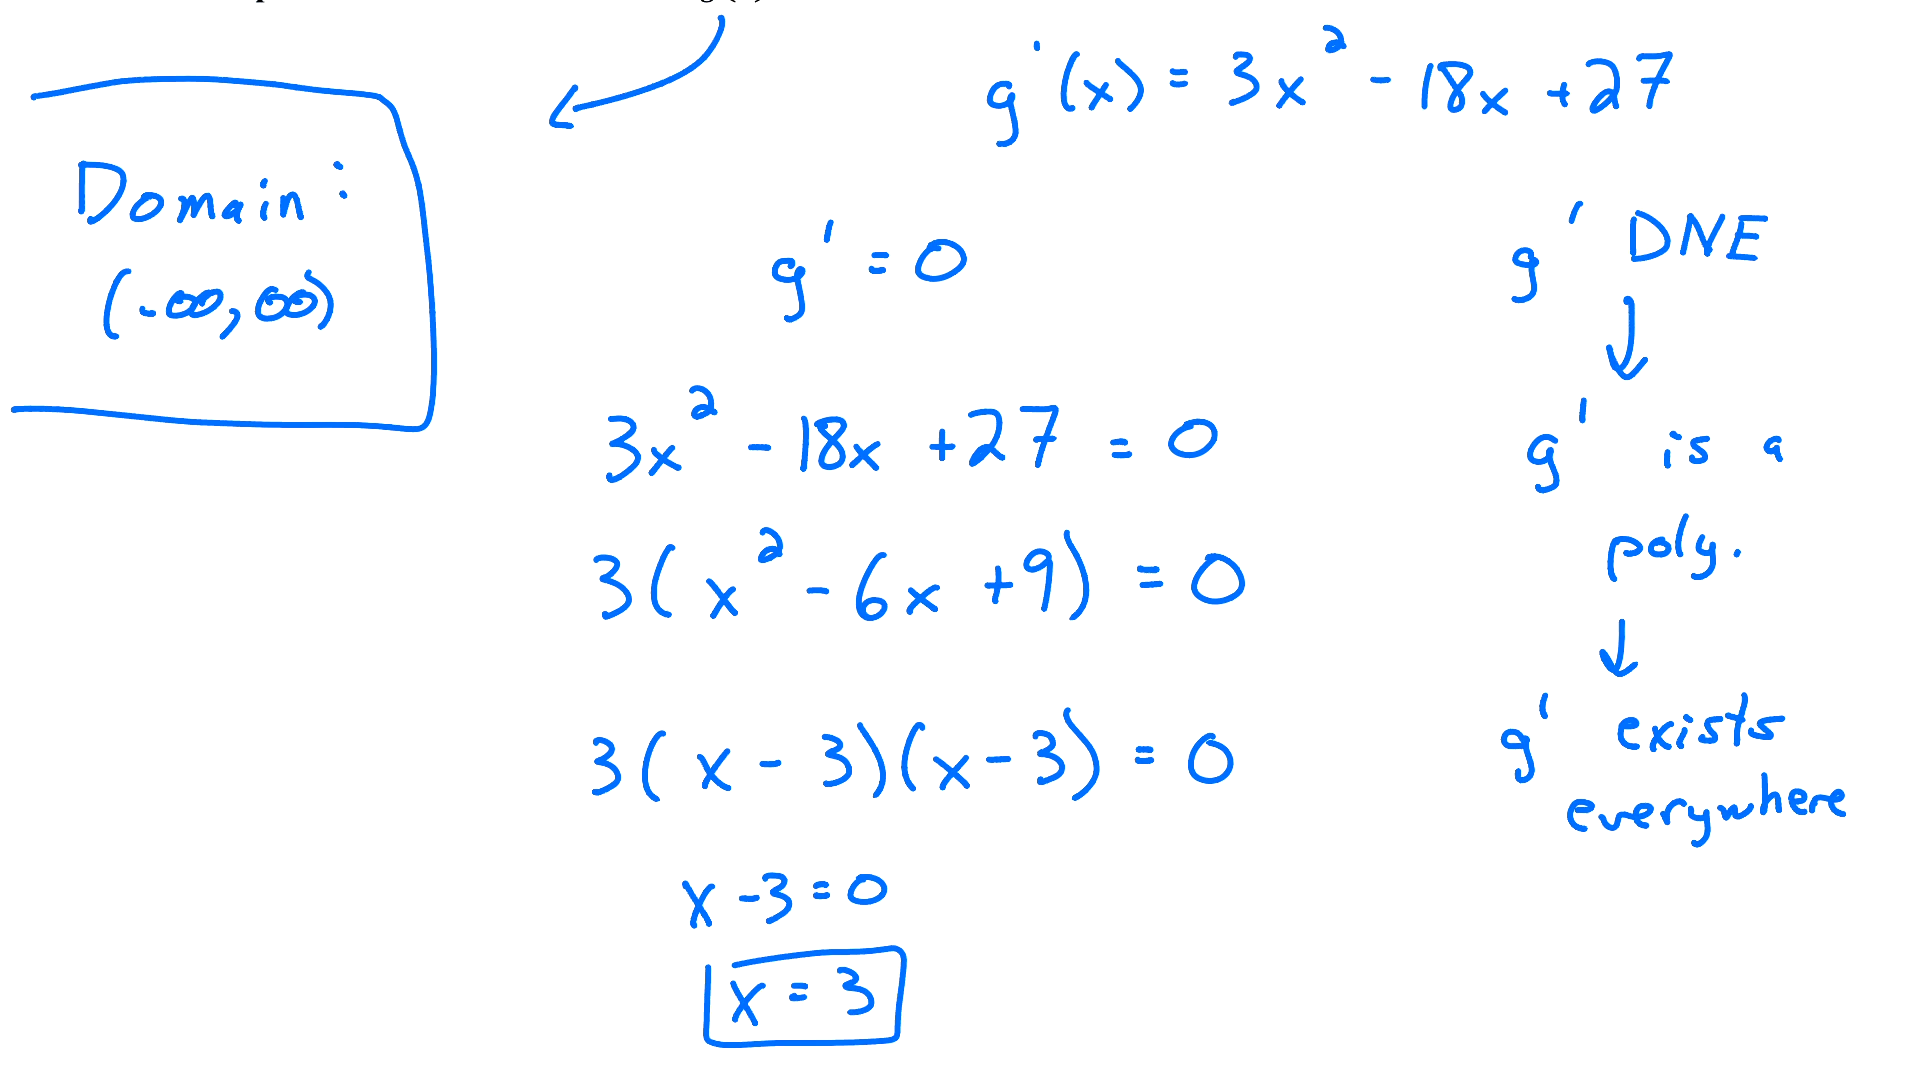 g'(x) = 3x² - 18x + 27
Domain:
(-∞, ∞)
g' = 0
3x² - 18x + 27 = 0
3(x² - 6x + 9) = 0
3(x - 3)(x - 3) = 0
x - 3 = 0
x = 3
g' DNE
↓
g' is a
poly.
↓
g' exists
everywhere